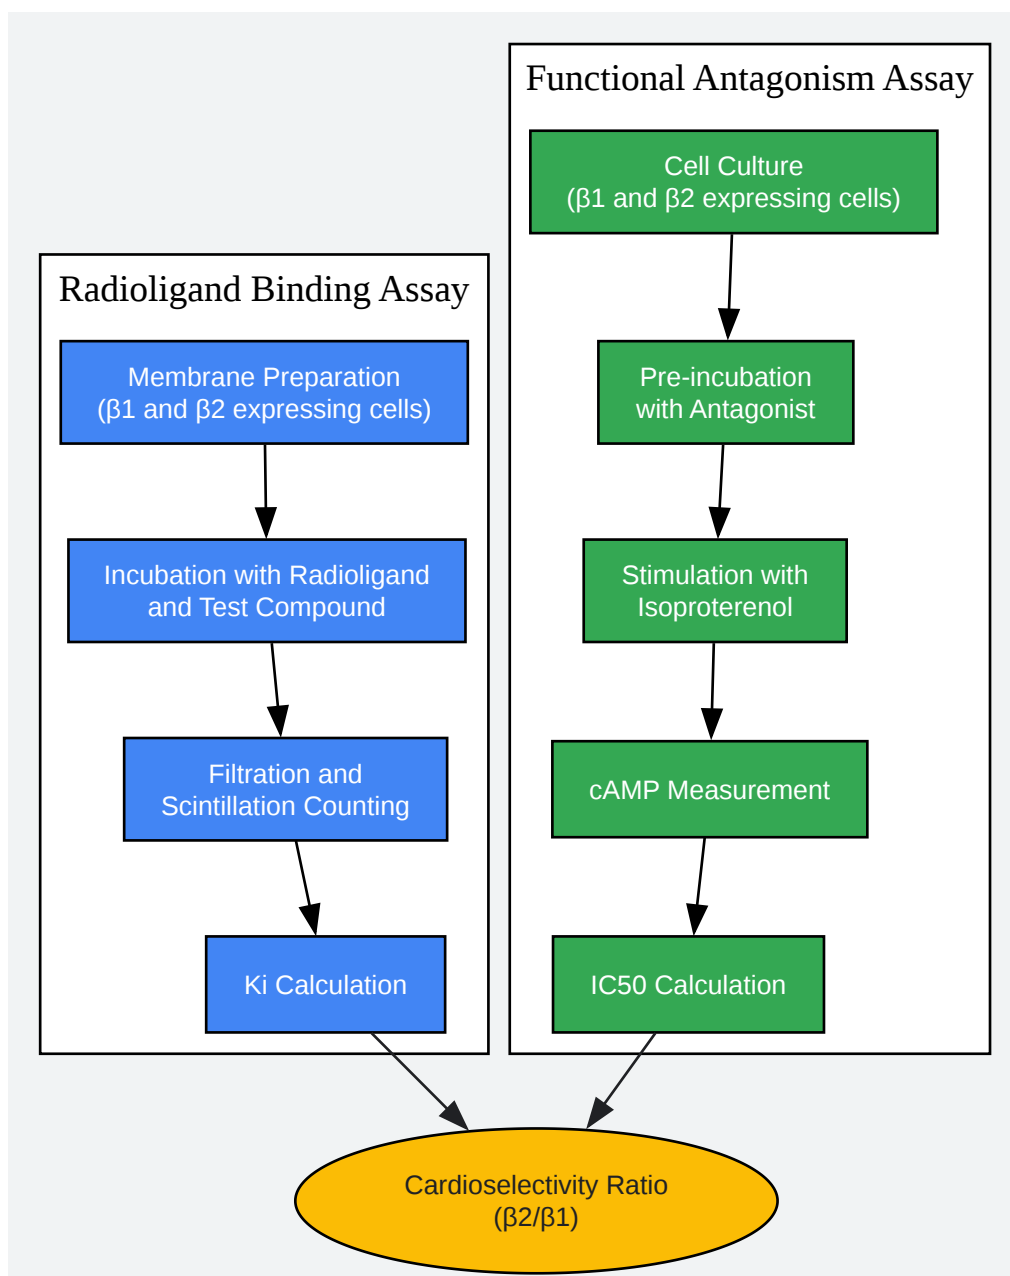 Functional Antagonism Assay
Cell Culture
(β1 and β2 expressing cells)
Pre-incubation
with Antagonist
Stimulation with
Isoproterenol
cAMP Measurement
IC50 Calculation
Radioligand Binding Assay
Membrane Preparation
(β1 and β2 expressing cells)
Incubation with Radioligand
and Test Compound
Filtration and
Scintillation Counting
Ki Calculation
Cardioselectivity Ratio
(β2/β1)